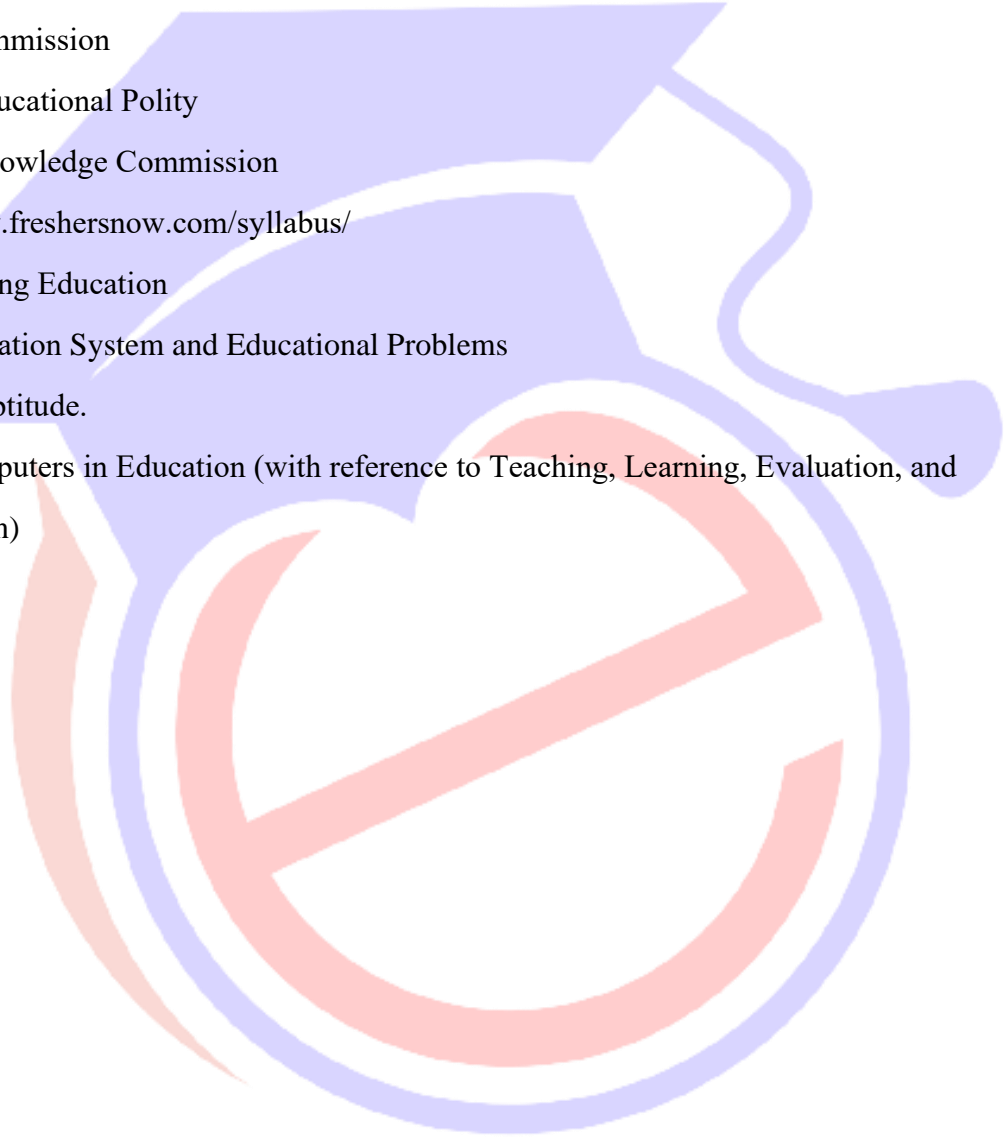 nmission
ucational Polity
owledge Commission
.freshersnow.com/syllabus/
ng Education
ation System and Educational Problems
ptitude.
puters in Education (with reference to Teaching, Learning, Evaluation, and
n)